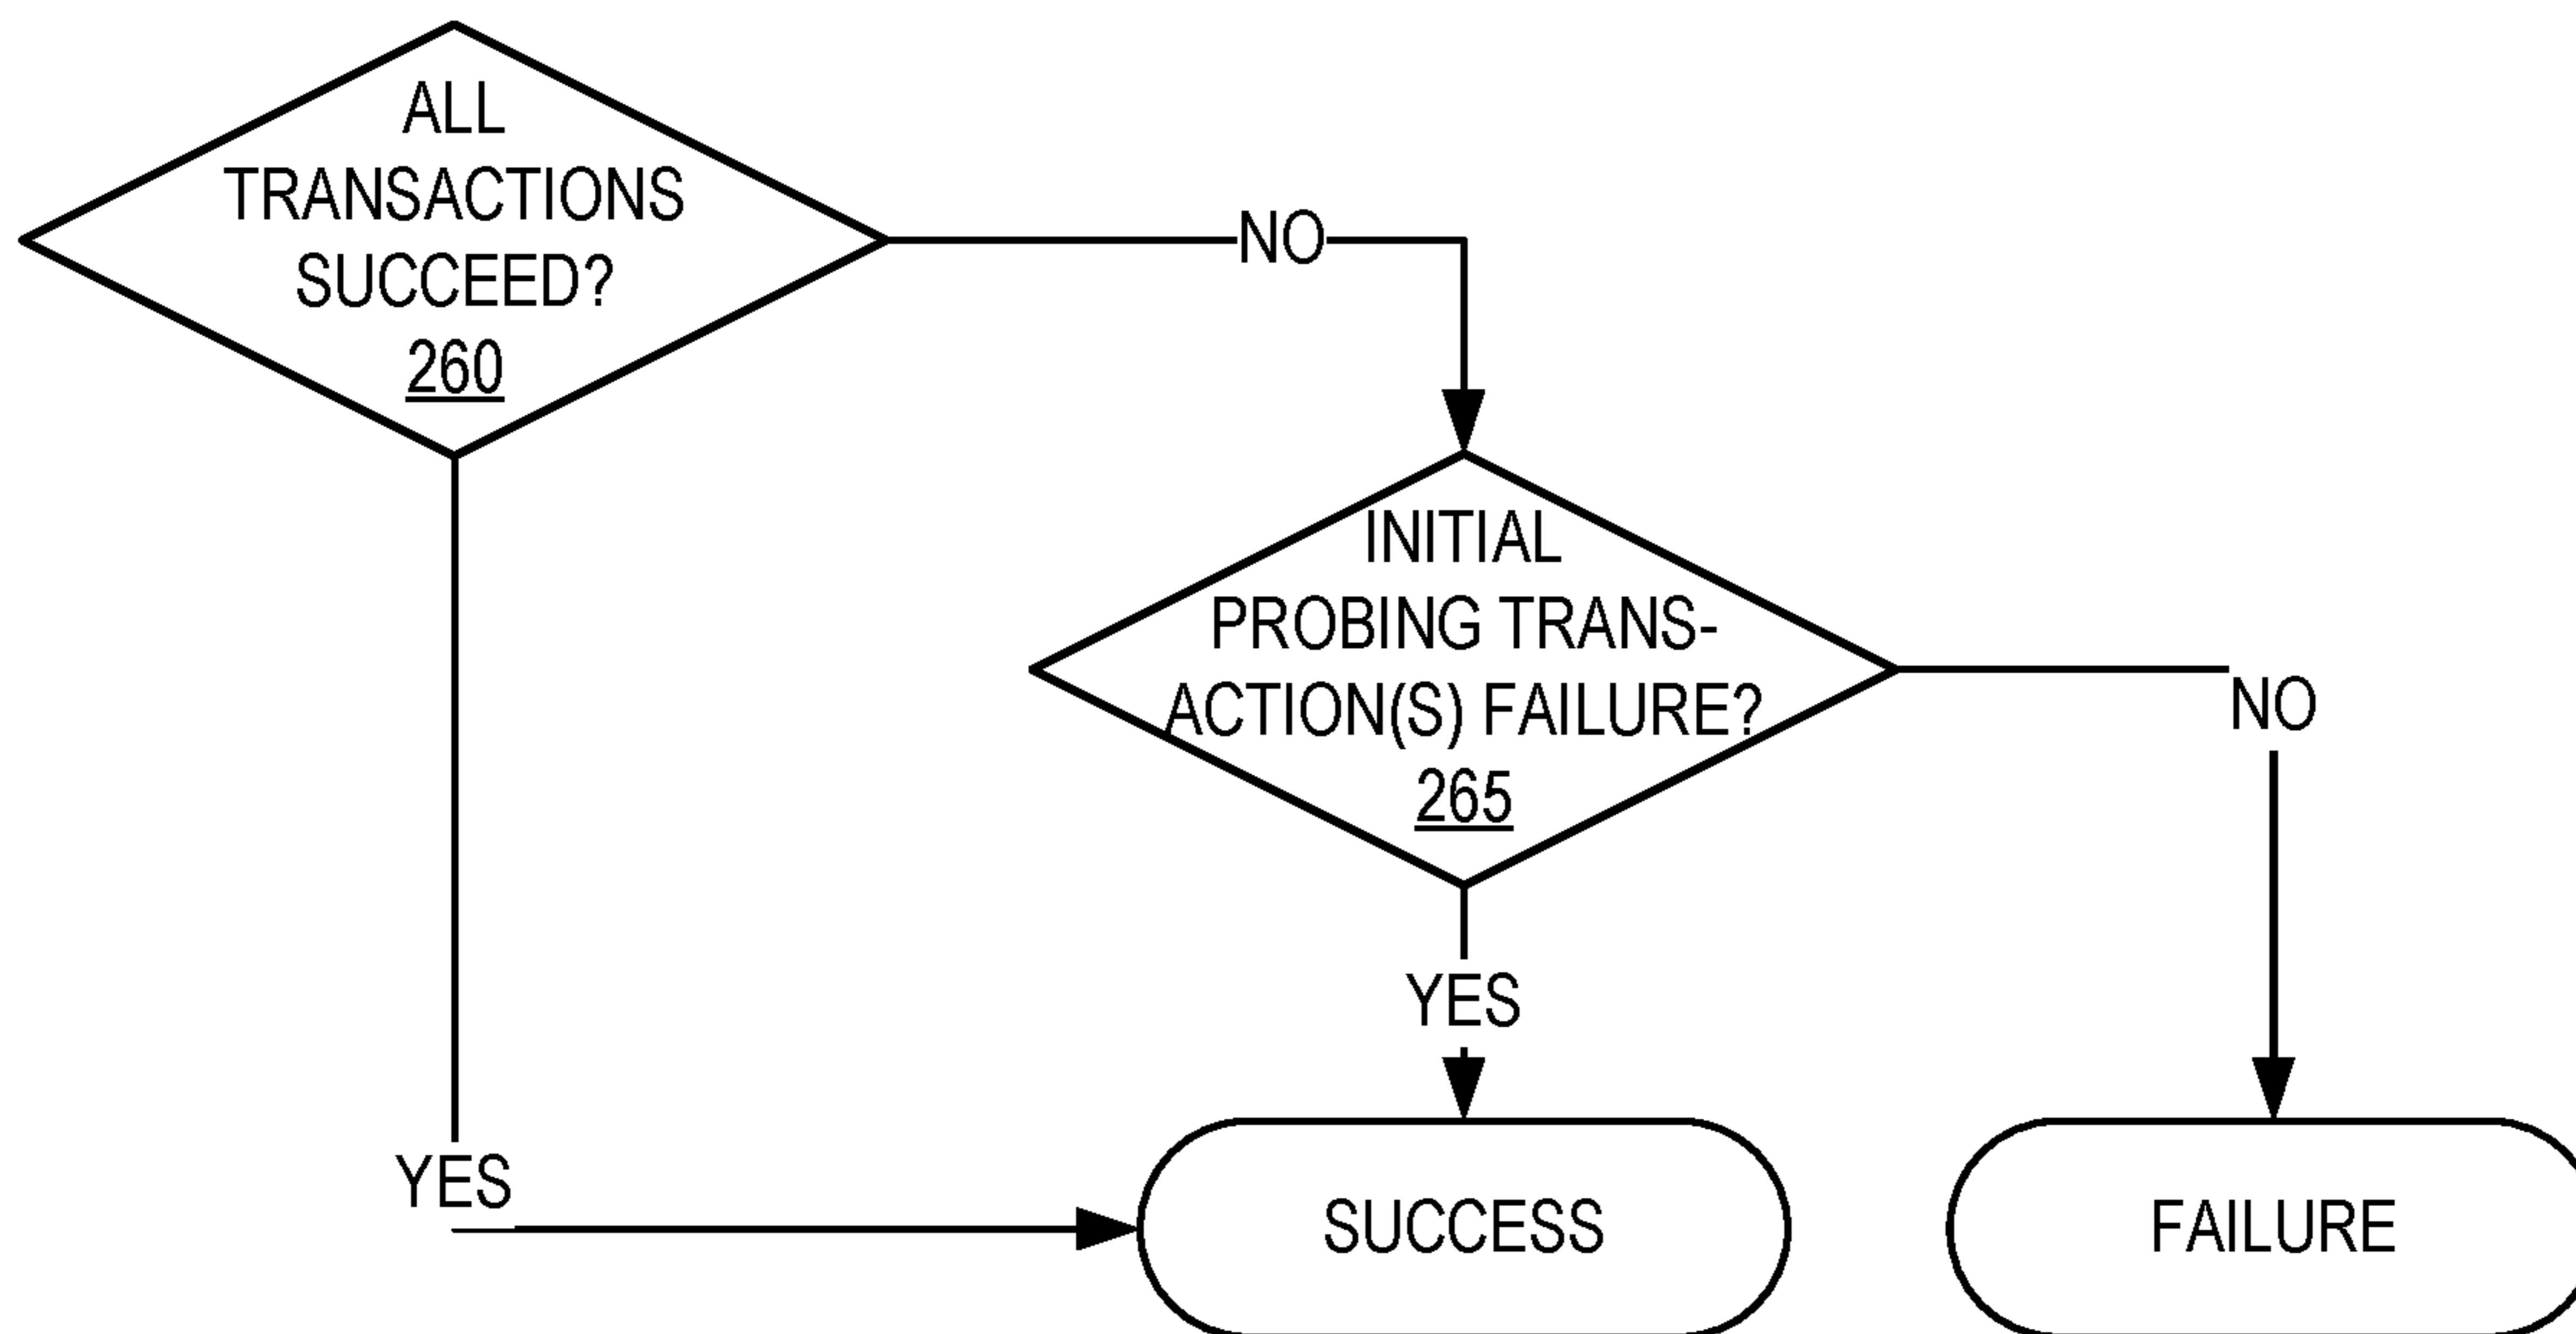 ALL
TRANSACTIONS
SUCCEED?
260
NO
INITIAL
PROBING TRANS-
ACTION(S) FAILURE?
265
NO
YES
YES
SUCCESS
FAILURE